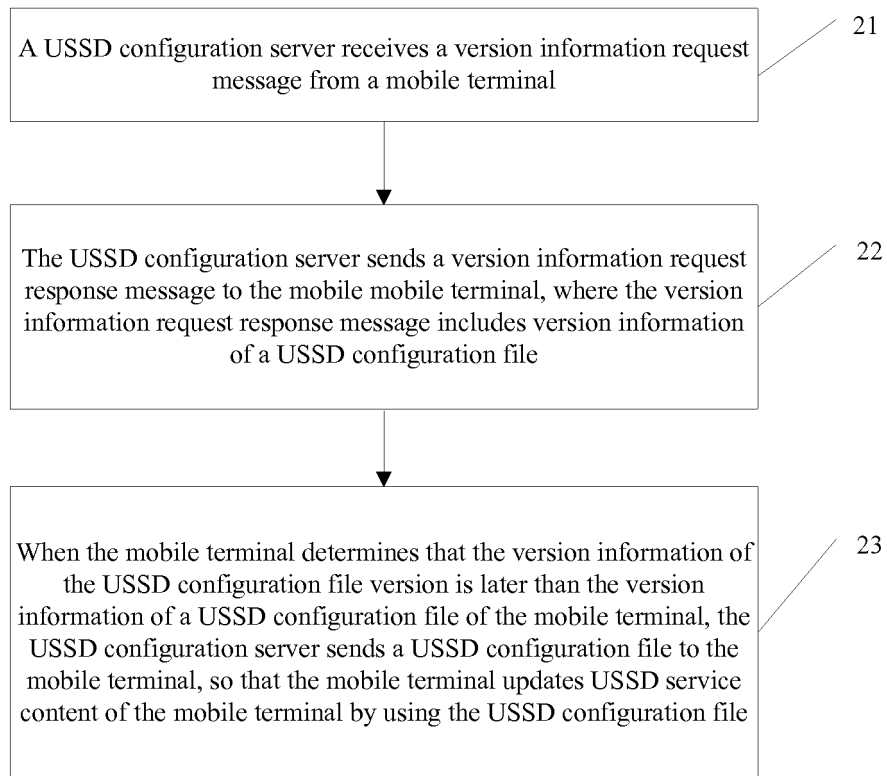 A USSD configuration server receives a version information request
message from a mobile terminal
21
The USSD configuration server sends a version information request
response message to the mobile mobile terminal, where the version
information request response message includes version information
of a USSD configuration file
22
When the mobile terminal determines that the version information of
the USSD configuration file version is later than the version
information of a USSD configuration file of the mobile terminal, the
USSD configuration server sends a USSD configuration file to the
mobile terminal, so that the mobile terminal updates USSD service
content of the mobile terminal by using the USSD configuration file
23